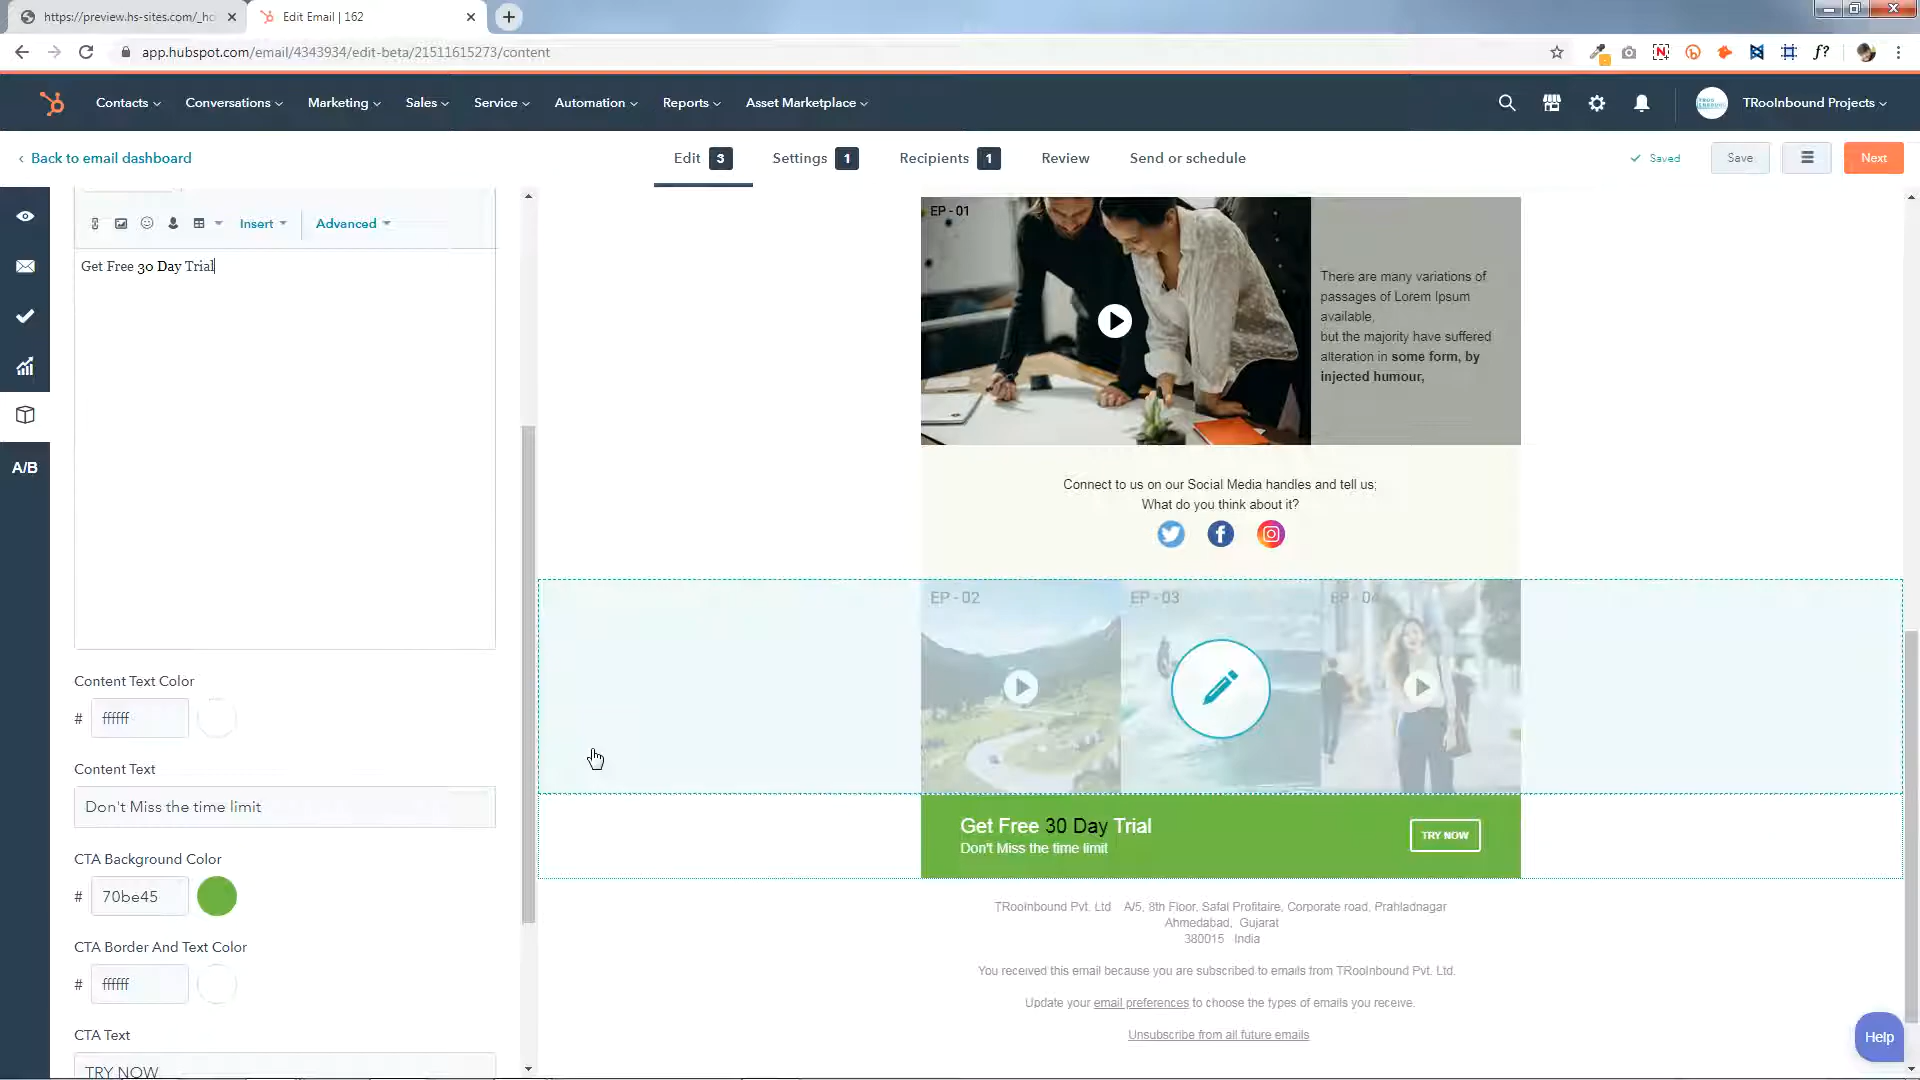 https://preview.hs-sites.com/_ho
Edit Email | 162
app.hubspot.com/email/4343934/edit-beta/21511615273/content
f?
Contacts
Conversations
Marketing
Sales
Service
Automation
Reports
Asset Marketplace
TRooInbound Projects
Back to email dashboard
Edit 3
Settings 1
Recipients 1
Review
Send or schedule
Saved
Save
Next
Insert
Advanced
Get Free 30 Day Trial
A/B
Content Text Color
# ffffff
Content Text
Don't Miss the time limit
CTA Background Color
# 70be45
CTA Border And Text Color
# ffffff
CTA Text
TRY NOW
EP - 01
There are many variations of
passages of Lorem Ipsum
available,
but the majority have suffered
alteration in some form, by
injected humour,
Connect to us on our Social Media handles and tell us;
What do you think about it?
EP - 02
EP - 03
EP - 04
Get Free 30 Day Trial
Don't Miss the time limit
TRY NOW
TRooInbound Pvt. Ltd A/5, 8th Floor, Safal Profitaire, Corporate road, Prahladnagar
Ahmedabad, Gujarat
380015 India
You received this email because you are subscribed to emails from TRooInbound Pvt. Ltd.
Update your email preferences to choose the types of emails you receive.
Unsubscribe from all future emails
Help